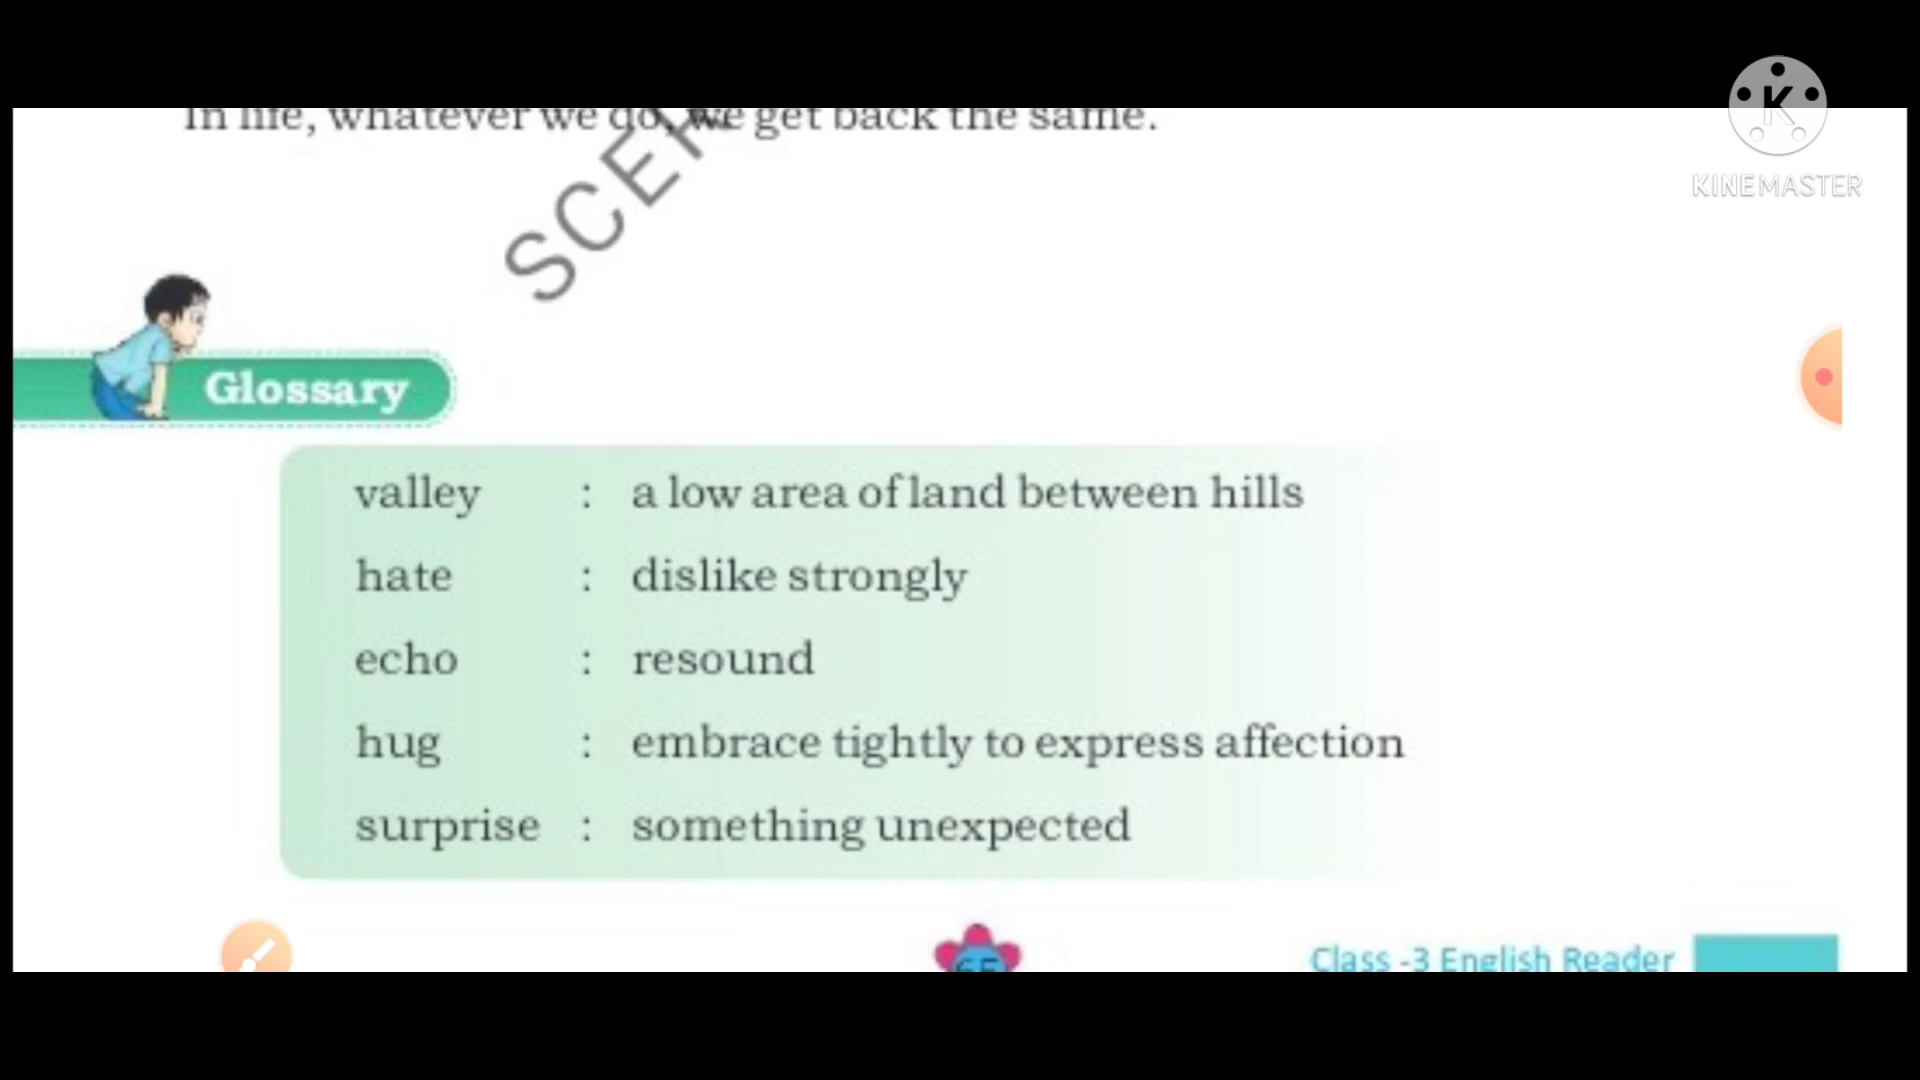 In life, whatever we do, we get back the same.
KINEMASTER
Glossary
valley : a low area of land between hills
hate : dislike strongly
echo : resound
hug : embrace tightly to express affection
surprise : something unexpected
Class -3 English Reader